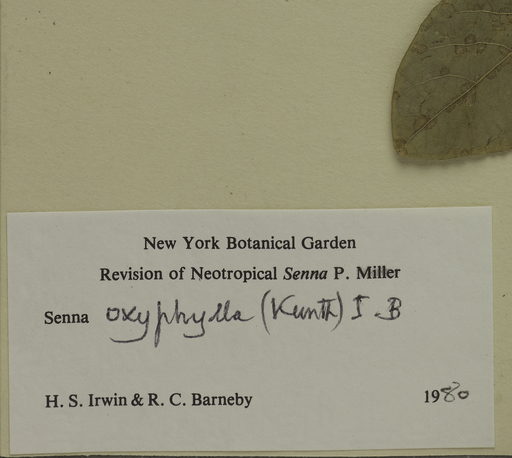 New York Botanical Garden
Revision of Neotropical Senna P. Miller
Senna oxyphylla (Kunth) I.B
H. S. Irwin & R. C. Barneby 1980